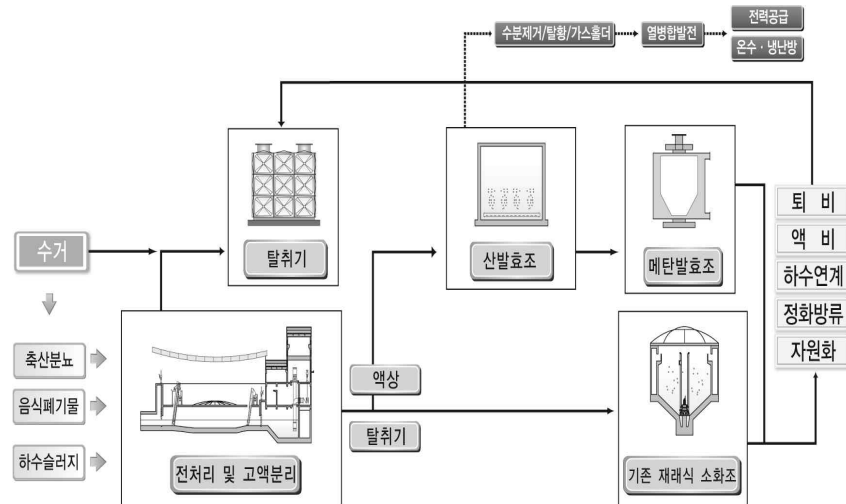 전력공급
수분제거/탈황/가스홀더
열병합발전
온수·냉난방
수거
탈취기
산발효조
메탄발효조
퇴 비
액 비
하수연계
정화방류
자원화
축산분뇨
음식폐기물
하수슬러지
액상
탈취기
전처리 및 고액분리
기존 재래식 소화조